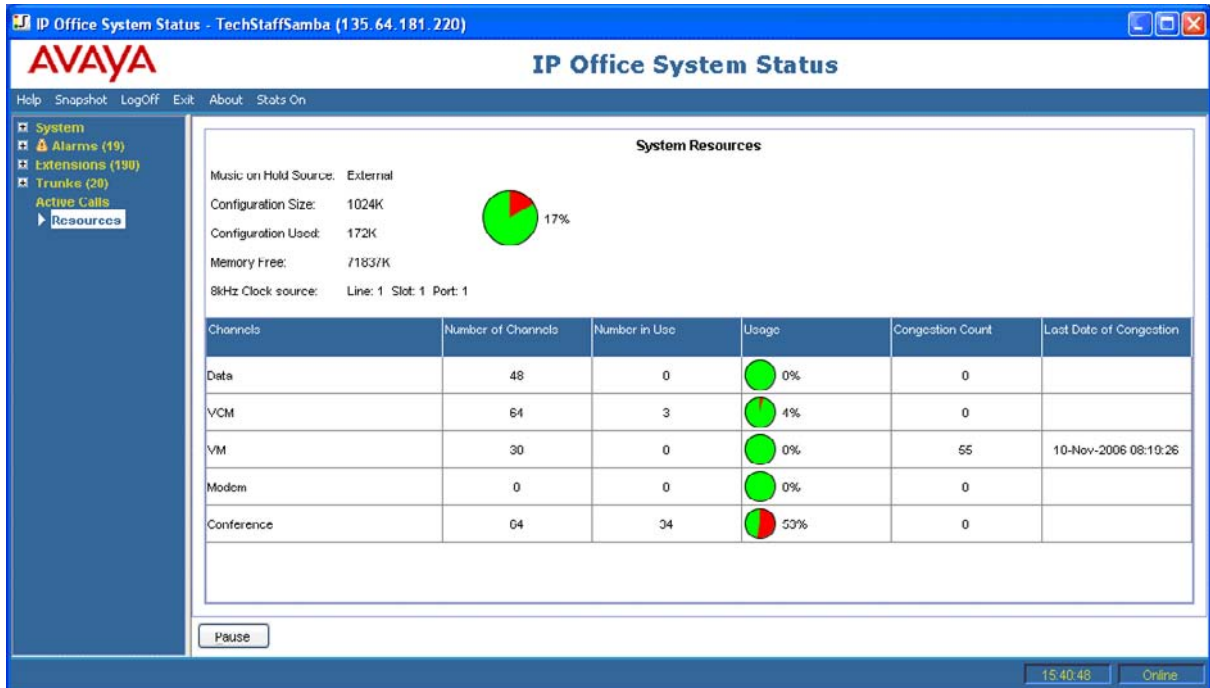 IP Office System Status - TechStaffSamba (135.64.181.220)
AVAYA
IP Office System Status
Help Snapshot LogOff Exit About Stats On
System
Alarms (19)
Extensions (190)
Trunks (20)
Active Calls
Resources
System Resources
Music on Hold Source: External
Configuration Size: 1024K
17%
Configuration Used: 172K
Memory Free: 71837K
8kHz Clock source: Line: 1 Slot: 1 Port: 1
Channels Number of Channels Number in Use Usage Congestion Count Last Date of Congestion
Data 48 0 0% 0
VCM 64 3 4% 0
VM 30 0 0% 55 10-Nov-2006 08:19:26
Modem 0 0 0% 0
Conference 64 34 53% 0
Pause
15:40:48 Online